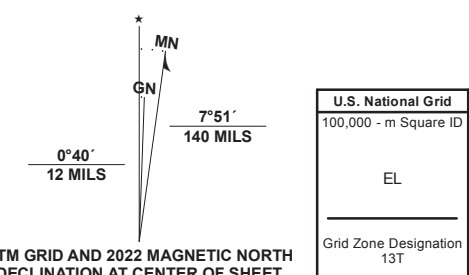 ★
MN
GN
7°51´
140 MILS
0°40´
12 MILS
TM GRID AND 2022 MAGNETIC NORTH
DECLINATION AT CENTER OF SHEET
U.S. National Grid
100,000 - m Square ID
EL
Grid Zone Designation
13T